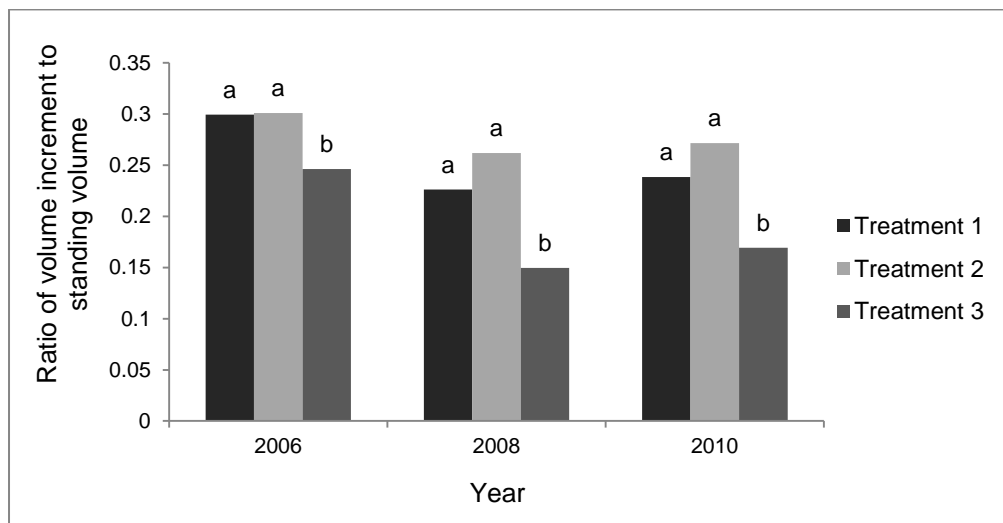 Ratio of volume increment to
standing volume
0.35
0.3
0.25
0.2
0.15
0.1
0.05
0
a a
b
a
a
b
a
a
b
2006 2008 2010
Year
Treatment 1
Treatment 2
Treatment 3